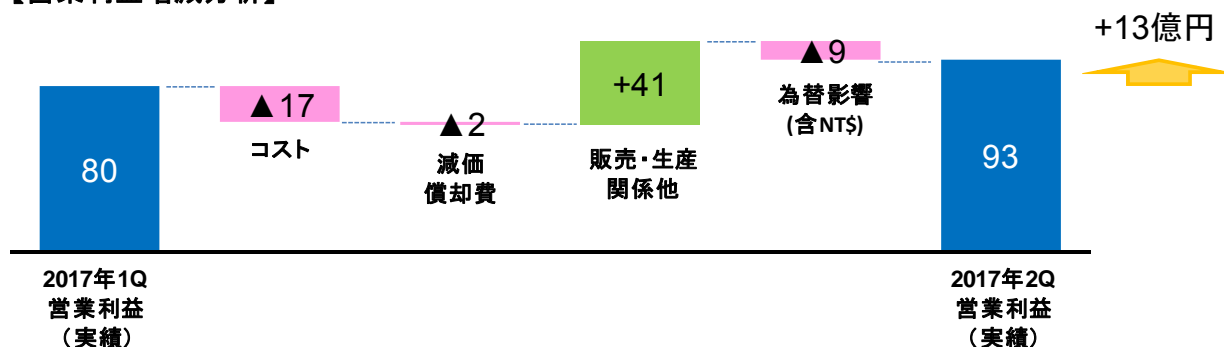 +13億円
▲17
▲2
+41
▲9
80
93
コスト
減価
償却費
販売・生産
関係他
為替影響
(含NT$)
2017年1Q
営業利益
（実績）
2017年2Q
営業利益
（実績）